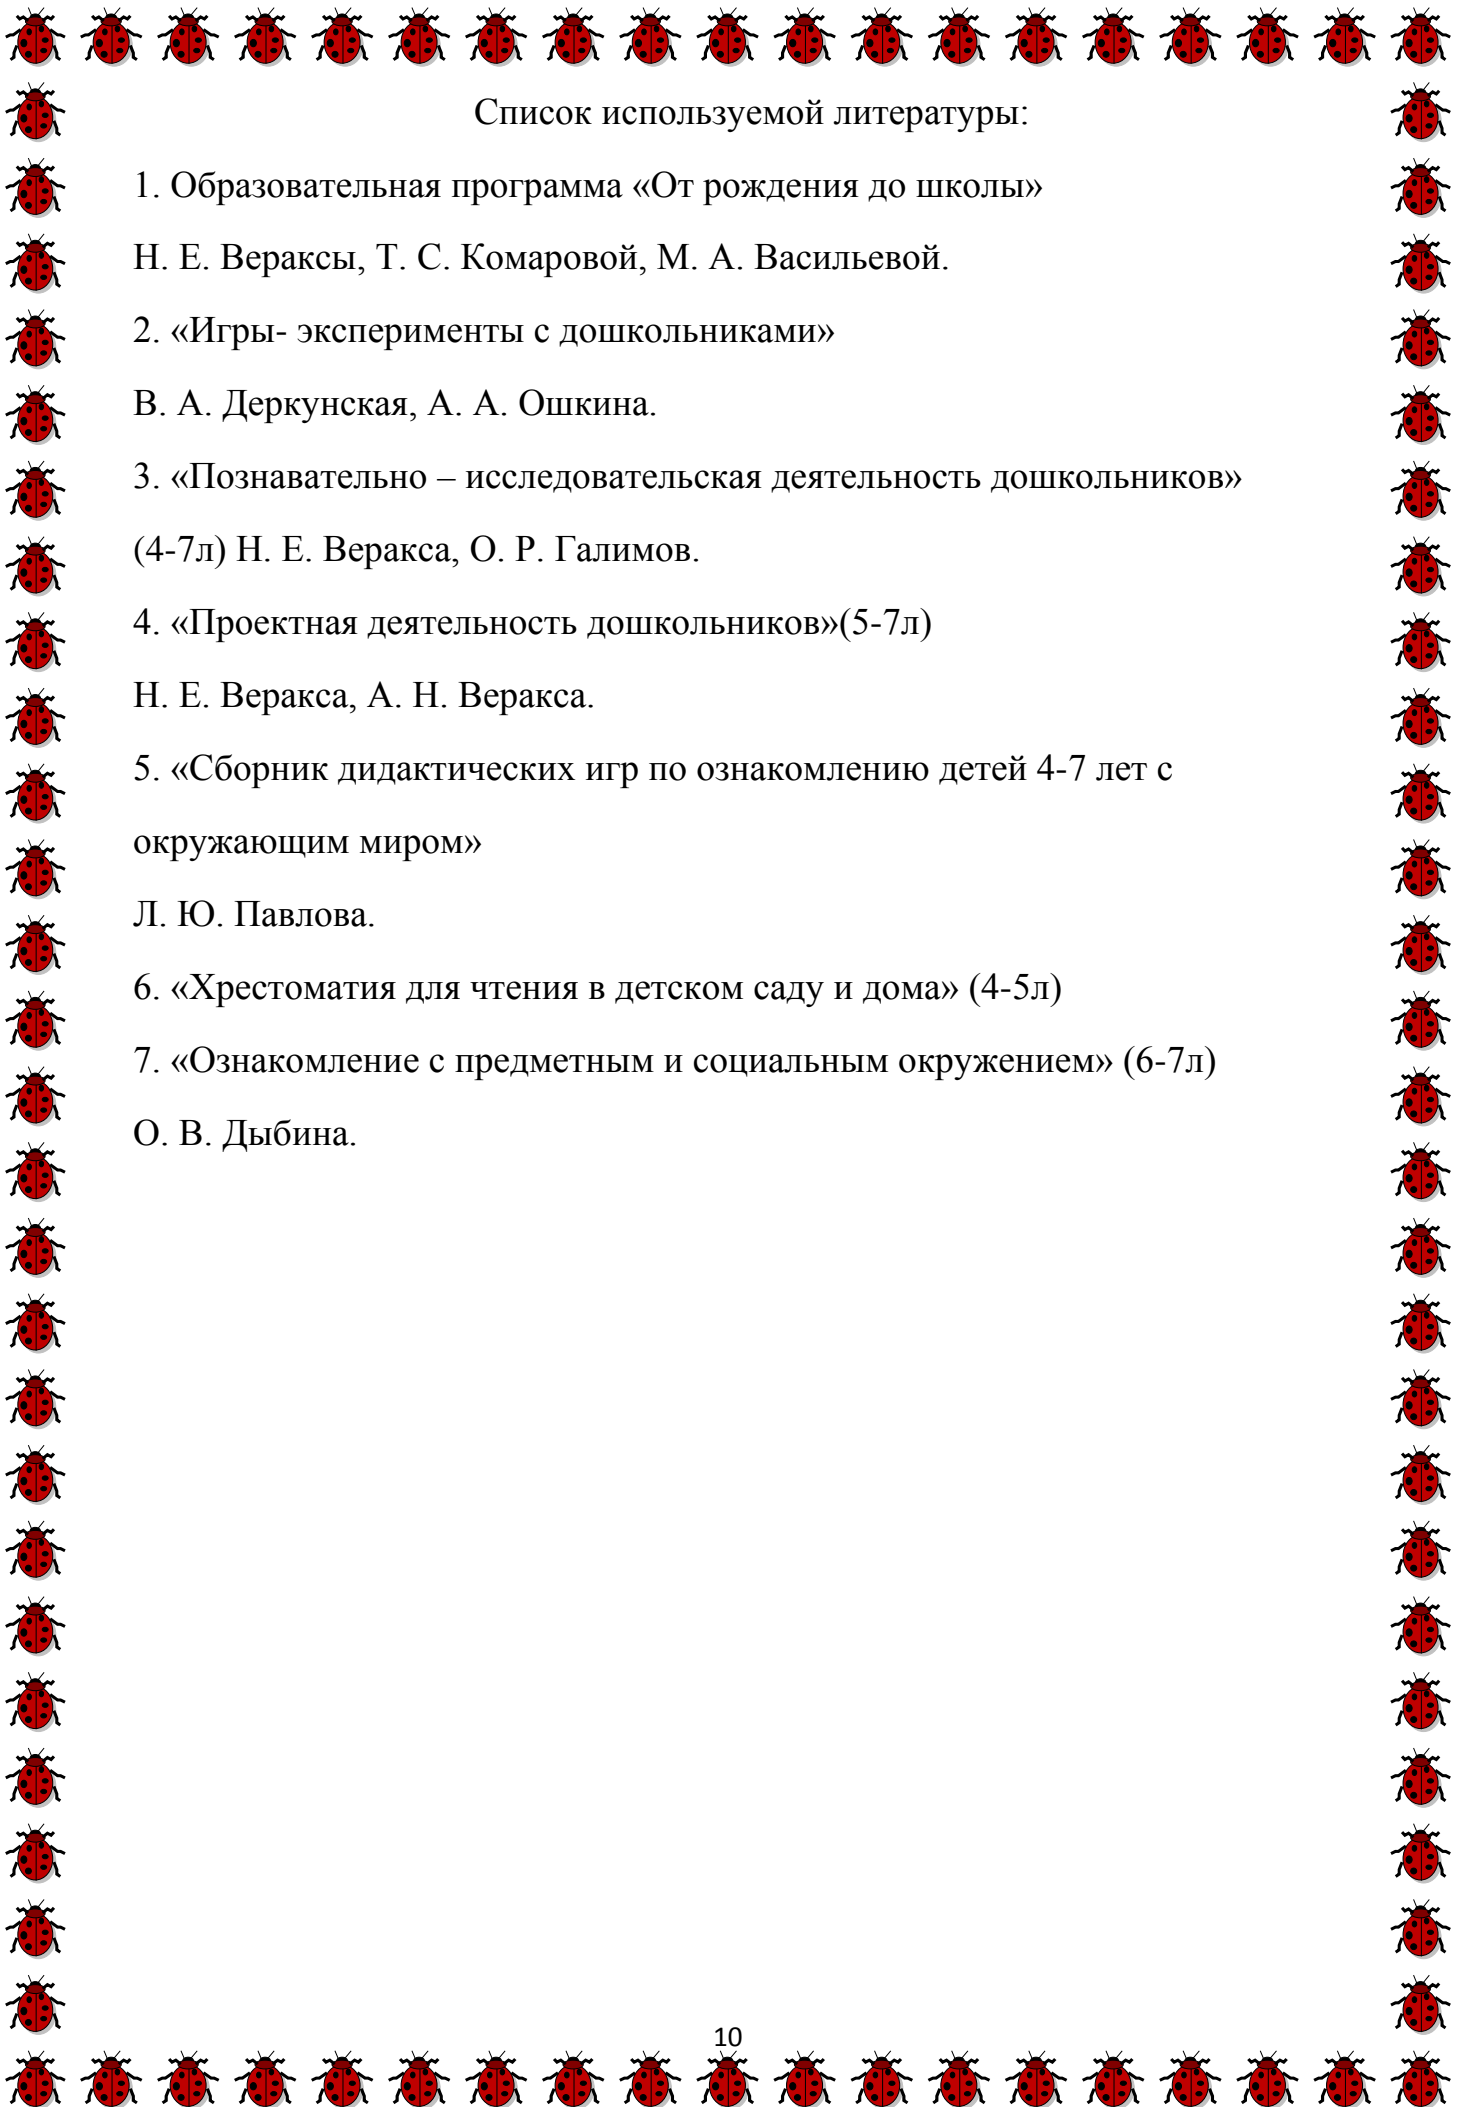 Список используемой литературы:
1. Образовательная программа «От рождения до школы»
Н. Е. Вераксы, Т. С. Комаровой, М. А. Васильевой.
2. «Игры- эксперименты с дошкольниками»
В. А. Деркунская, А. А. Ошкина.
3. «Познавательно – исследовательская деятельность дошкольников»
(4-7л) Н. Е. Веракса, О. Р. Галимов.
4. «Проектная деятельность дошкольников»(5-7л)
Н. Е. Веракса, А. Н. Веракса.
5. «Сборник дидактических игр по ознакомлению детей 4-7 лет с
окружающим миром»
Л. Ю. Павлова.
6. «Хрестоматия для чтения в детском саду и дома» (4-5л)
7. «Ознакомление с предметным и социальным окружением» (6-7л)
О. В. Дыбина.
10